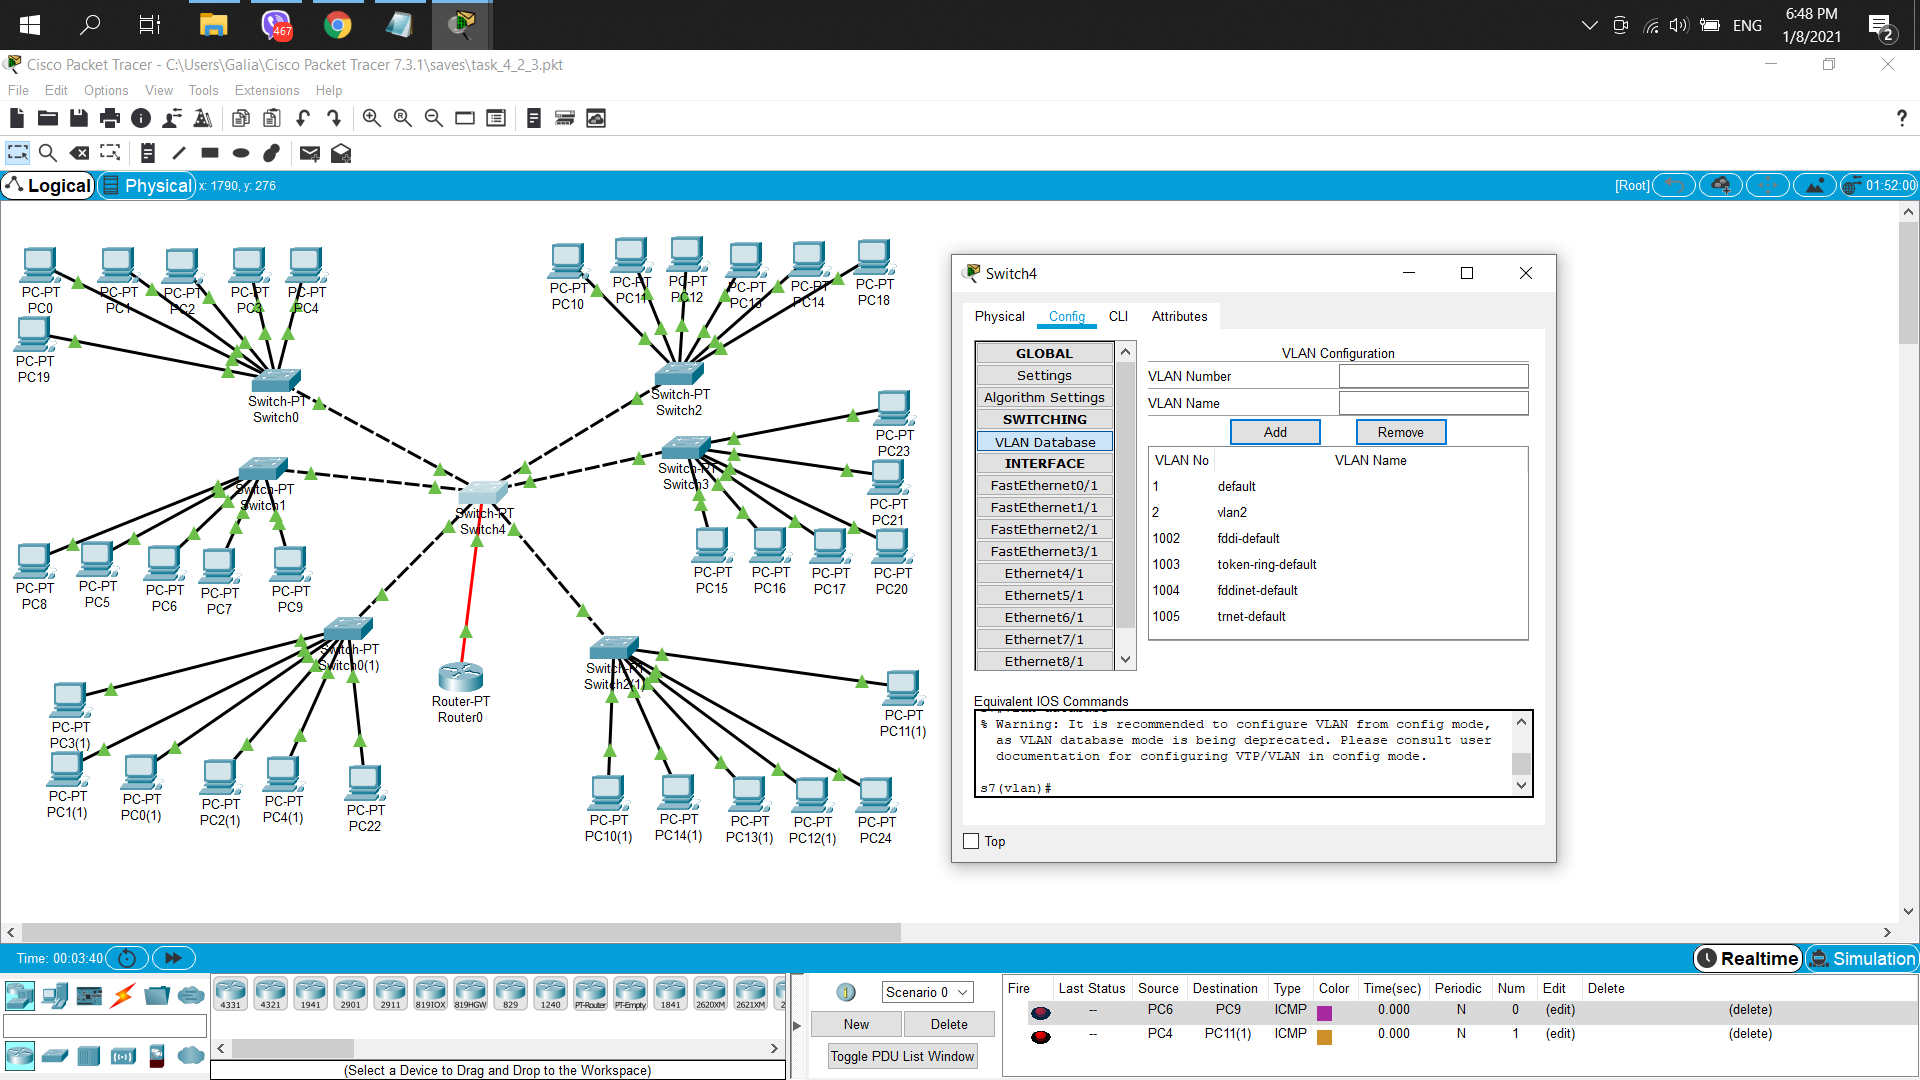 467
ENG
6:48 PM
1/8/2021
2
Cisco Packet Tracer - C:\Users\Galia\Cisco Packet Tracer 7.3.1\saves\task_4_2_3.pkt
File Edit Options View Tools Extensions Help
Logical Physical x: 1790, y: 276
[Root] 01:52:00
PC-PT
PC0
PC-PT
PC1
PC-PT
PC2
PC-PT
PC3
PC-PT
PC4
PC-PT
PC19
Switch-PT
Switch0
PC-PT
PC10
PC-PT
PC11
PC-PT
PC12
PC-PT
PC13
PC-PT
PC14
PC-PT
PC18
Switch-PT
Switch2
PC-PT
PC23
Switch-PT
Switch3
PC-PT
PC21
Switch-PT
Switch1
Switch-PT
Switch4
PC-PT
PC8
PC-PT
PC5
PC-PT
PC6
PC-PT
PC7
PC-PT
PC9
PC-PT
PC15
PC-PT
PC16
PC-PT
PC17
PC-PT
PC20
Switch-PT
Switch0(1)
Router-PT
Router0
Switch-PT
Switch2(1)
PC-PT
PC3(1)
PC-PT
PC11(1)
PC-PT
PC1(1)
PC-PT
PC0(1)
PC-PT
PC2(1)
PC-PT
PC4(1)
PC-PT
PC22
PC-PT
PC10(1)
PC-PT
PC14(1)
PC-PT
PC13(1)
PC-PT
PC12(1)
PC-PT
PC24
Switch4
Physical Config CLI Attributes
GLOBAL
Settings
Algorithm Settings
SWITCHING
VLAN Database
INTERFACE
FastEthernet0/1
FastEthernet1/1
FastEthernet2/1
FastEthernet3/1
Ethernet4/1
Ethernet5/1
Ethernet6/1
Ethernet7/1
Ethernet8/1
VLAN Configuration
VLAN Number
VLAN Name
Add Remove
VLAN No VLAN Name
1 default
2 vlan2
1002 fddi-default
1003 token-ring-default
1004 fddinet-default
1005 trnet-default
Equivalent IOS Commands
% Warning: It is recommended to configure VLAN from config mode,
as VLAN database mode is being deprecated. Please consult user
documentation for configuring VTP/VLAN in config mode.
s7(vlan)#
Top
Time: 00:03:40
Realtime Simulation
4331 4321 1941 2901 2911 819IOX 819HGW 829 1240 PT-Router PT-Empty 1841 2620XM 2621XM 2
(Select a Device to Drag and Drop to the Workspace)
Scenario 0
New Delete
Toggle PDU List Window
Fire Last Status Source Destination Type Color Time(sec) Periodic Num Edit Delete
-- PC6 PC9 ICMP 0.000 N 0 (edit) (delete)
-- PC4 PC11(1) ICMP 0.000 N 1 (edit) (delete)